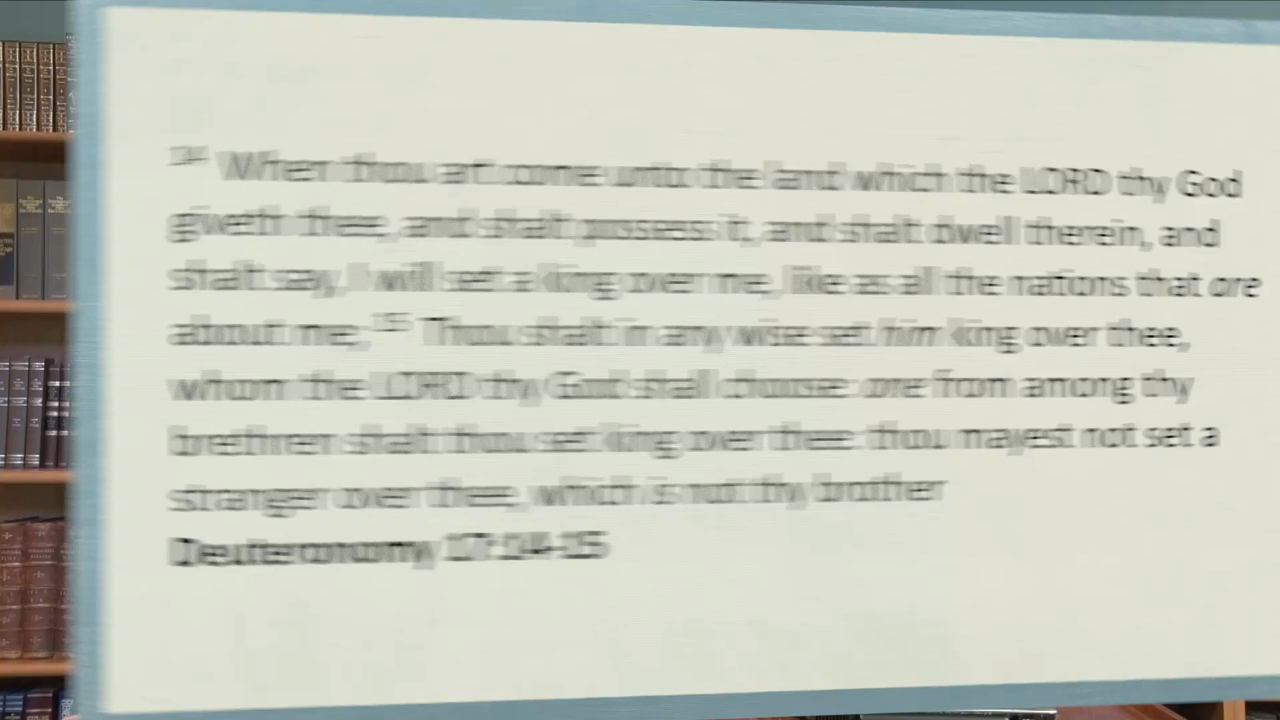 14 When thou art come unto the land which the LORD thy God
giveth thee, and shalt possess it, and shalt dwell therein, and
shalt say, I will set a king over me, like as all the nations that are
about me; 15 Thou shalt in any wise set him king over thee,
whom the LORD thy God shall choose: one from among thy
brethren shalt thou set king over thee: thou mayest not set a
stranger over thee, which is not thy brother
Deuteronomy 17:14-15